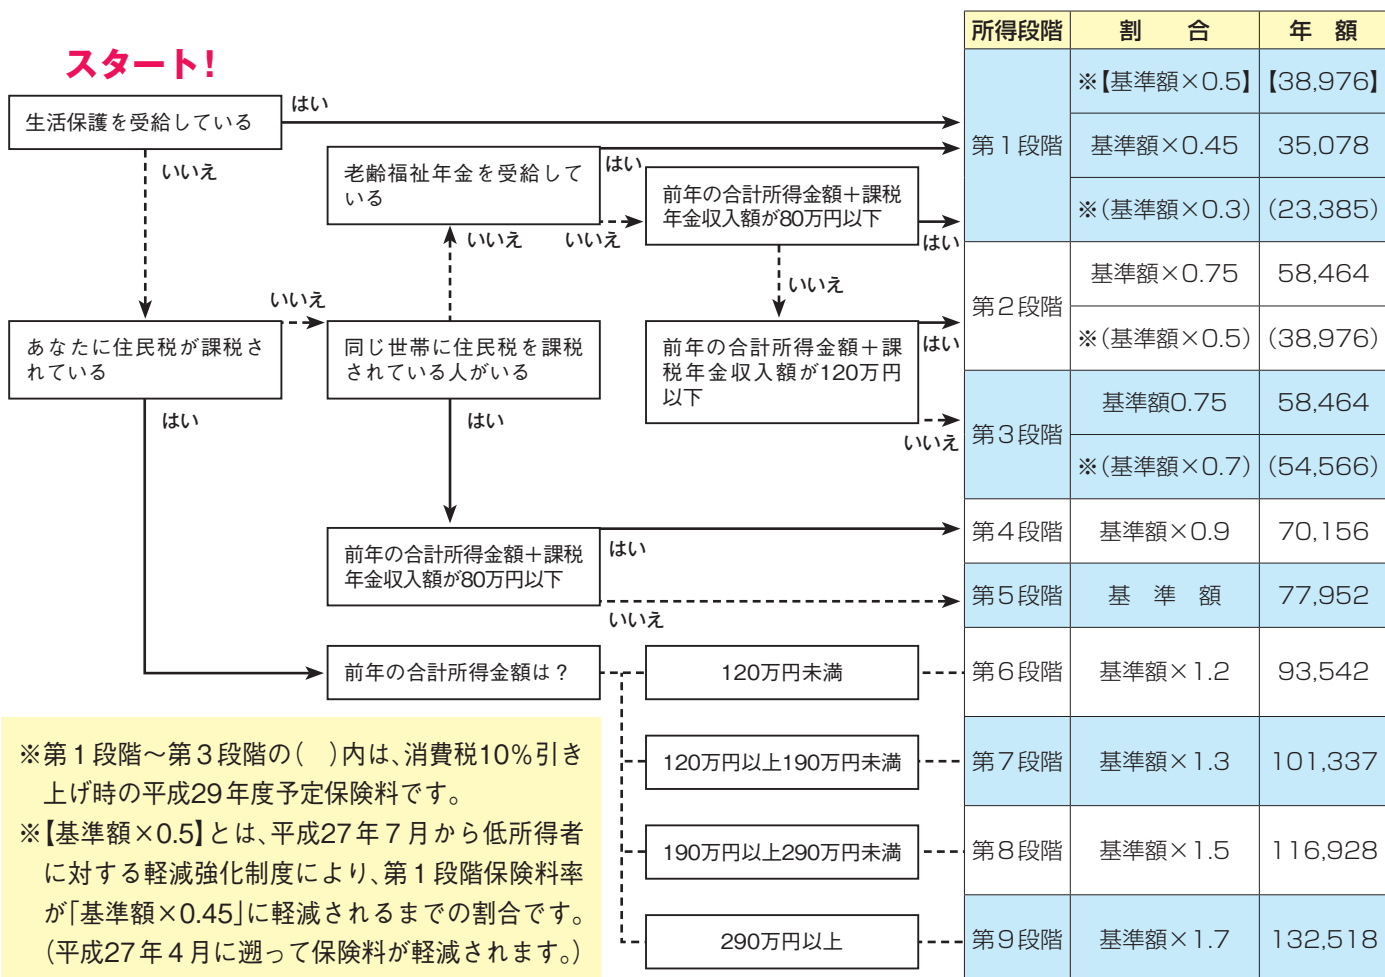 スタート！
生活保護を受給している
はい
いいえ
あなたに住民税が課税さ
れている
いいえ
はい
老齢福祉年金を受給して
いる
はい
いいえ
いいえ
同じ世帯に住民税を課税
されている人がいる
はい
前年の合計所得金額＋課税
年金収入額が80万円以下
はい
いいえ
前年の合計所得金額＋課
税年金収入額が120万円
以下
はい
いいえ
前年の合計所得金額＋課税
年金収入額が80万円以下
はい
いいえ
前年の合計所得金額は？
120万円未満
120万円以上190万円未満
190万円以上290万円未満
290万円以上
所得段階 割　合 年　額
第１段階 ※【基準額×0.5】 【38,976】
基準額×0.45 35,078
※（基準額×0.3） （23,385）
第２段階 基準額×0.75 58,464
※（基準額×0.5） （38,976）
第３段階 基準額0.75 58,464
※（基準額×0.7） （54,566）
第４段階 基準額×0.9 70,156
第５段階 基　準　額 77,952
第６段階 基準額×1.2 93,542
第７段階 基準額×1.3 101,337
第８段階 基準額×1.5 116,928
第９段階 基準額×1.7 132,518
※第１段階～第３段階の（　）内は、消費税10％引き
上げ時の平成29年度予定保険料です。
※【基準額×0.5】とは、平成27年７月から低所得者
に対する軽減強化制度により、第１段階保険料率
が「基準額×0.45」に軽減されるまでの割合です。
（平成27年４月に遡って保険料が軽減されます。）